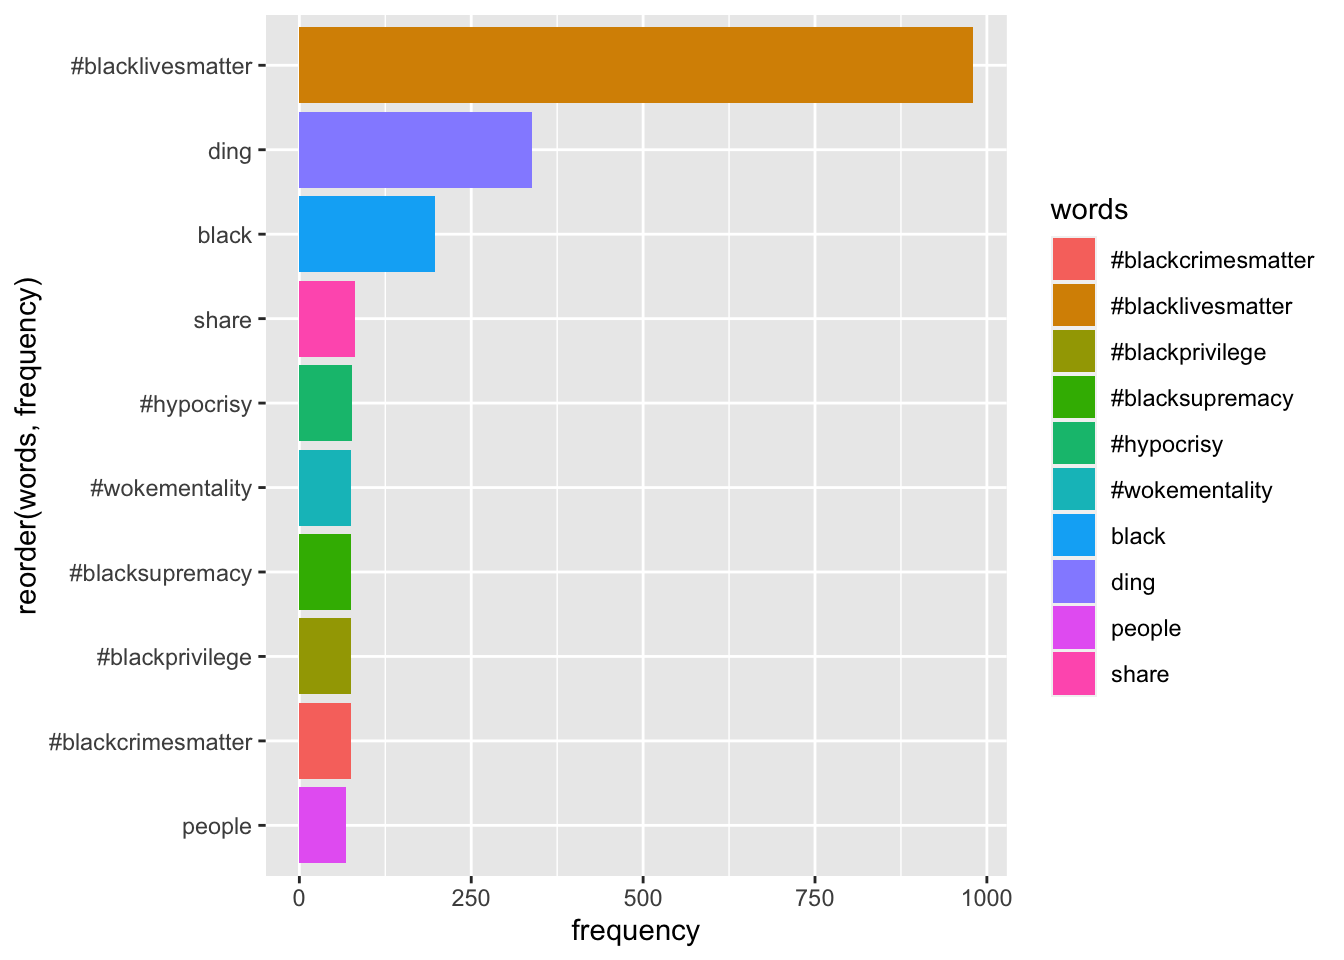 #blacklivesmatter
ding
black
share
#hypocrisy
#wokementality
#blacksupremacy
#blackprivilege
#blackcrimesmatter
people
reorder(words, frequency)
0 250 500 750 1000
frequency
words
#blackcrimesmatter
#blacklivesmatter
#blackprivilege
#blacksupremacy
#hypocrisy
#wokementality
black
ding
people
share